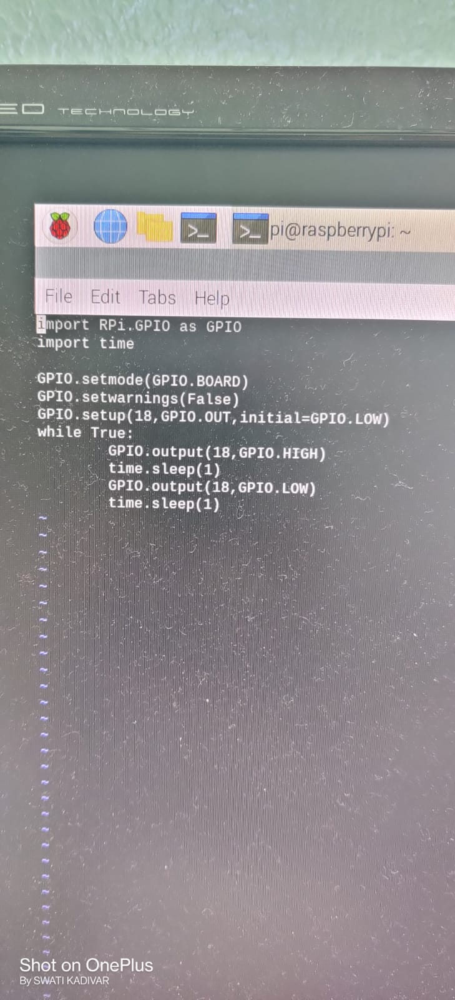 ED TECHNOLOGY
pi@raspberrypi: ~
File Edit Tabs Help
import RPi.GPIO as GPIO
import time
GPIO.setmode(GPIO.BOARD)
GPIO.setwarnings(False)
GPIO.setup(18,GPIO.OUT,initial=GPIO.LOW)
while True:
        GPIO.output(18,GPIO.HIGH)
        time.sleep(1)
        GPIO.output(18,GPIO.LOW)
        time.sleep(1)
Shot on OnePlus
By SWATI KADIVAR